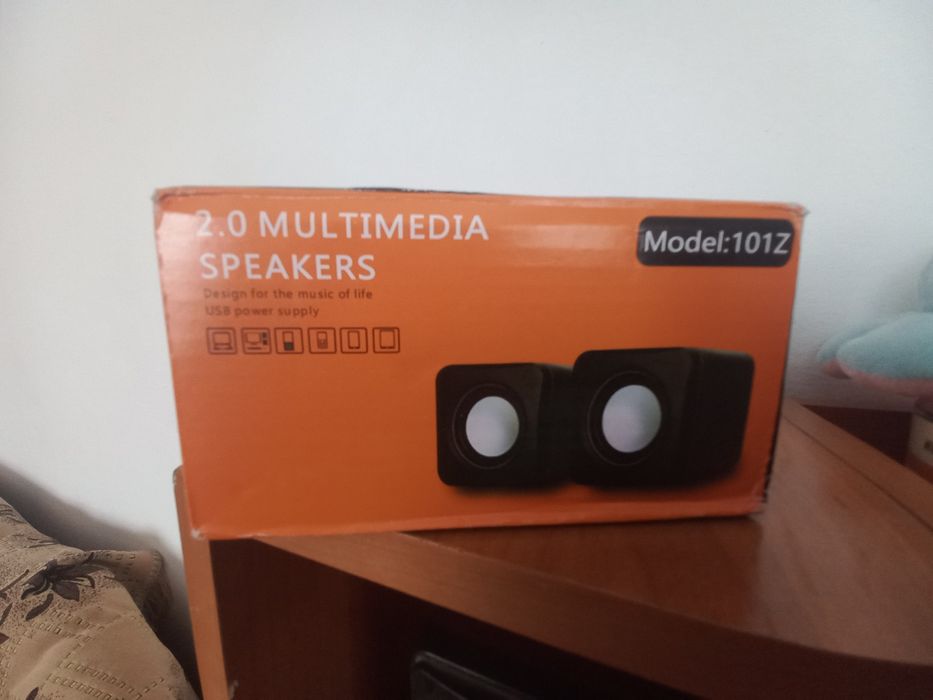 2.0 MULTIMEDIA
SPEAKERS
Design for the music of life
USB power supply
Model:101Z